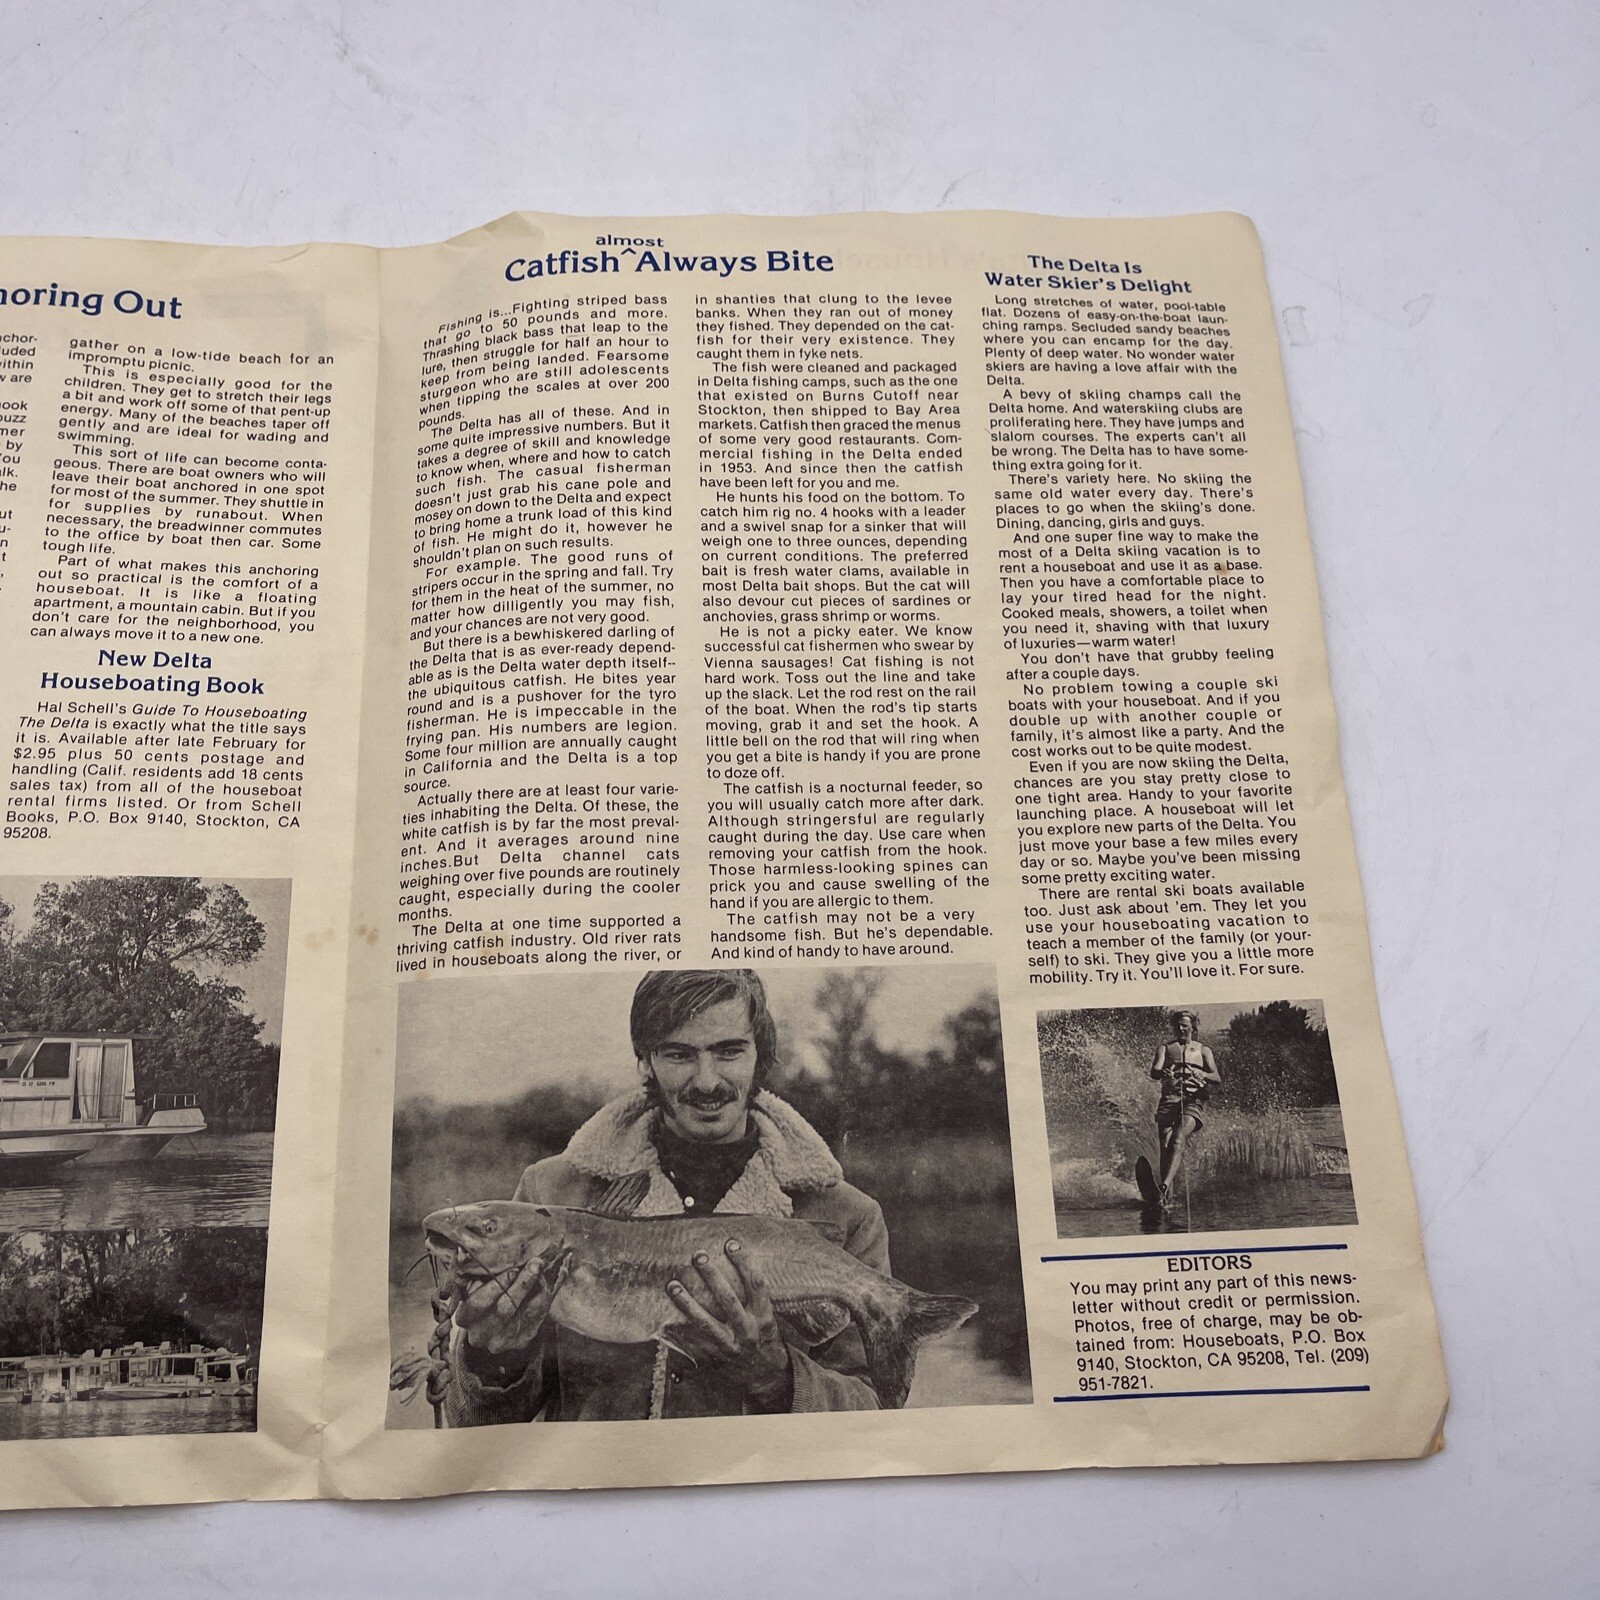 horing Out
nchor-
luded
vithin
w are
ook
buzz
mer
by
You
alk.
he
ut
u-
n
t
gather on a low-tide beach for an
impromptu picnic.
This is especially good for the
children. They get to stretch their legs
a bit and work off some of that pent-up
energy. Many of the beaches taper off
gently and are ideal for wading and
swimming.
This sort of life can become conta-
geous. There are boat owners who will
leave their boat anchored in one spot
for most of the summer. They shuttle in
for supplies by runabout. When
necessary, the breadwinner commutes
to the office by boat then car. Some
tough life.
Part of what makes this anchoring
out so practical is the comfort of a
houseboat. It is like a floating
apartment, a mountain cabin. But if you
don't care for the neighborhood, you
can always move it to a new one.
New Delta
Houseboating Book
Hal Schell's Guide To Houseboating
The Delta is exactly what the title says
it is. Available after late February for
$2.95 plus 50 cents postage and
handling (Calif. residents add 18 cents
sales tax) from all of the houseboat
rental firms listed. Or from Schell
Books, P.O. Box 9140, Stockton, CA
95208.
almost
Catfish ^ Always Bite
Fishing is...Fighting striped bass
that go to 50 pounds and more.
Thrashing black bass that leap to the
lure, then struggle for half an hour to
keep from being landed. Fearsome
sturgeon who are still adolescents
when tipping the scales at over 200
pounds.
The Delta has all of these. And in
some quite impressive numbers. But it
takes a degree of skill and knowledge
to know when, where and how to catch
such fish. The casual fisherman
doesn't just grab his cane pole and
mosey on down to the Delta and expect
to bring home a trunk load of this kind
of fish. He might do it, however he
shouldn't plan on such results.
For example. The good runs of
stripers occur in the spring and fall. Try
for them in the heat of the summer, no
matter how dilligently you may fish,
and your chances are not very good.
But there is a bewhiskered darling of
the Delta that is as ever-ready depend-
able as is the Delta water depth itself--
the ubiquitous catfish. He bites year
round and is a pushover for the tyro
fisherman. He is impeccable in the
frying pan. His numbers are legion.
Some four million are annually caught
in California and the Delta is a top
source.
Actually there are at least four varie-
ties inhabiting the Delta. Of these, the
white catfish is by far the most preval-
ent. And it averages around nine
inches.But Delta channel cats
weighing over five pounds are routinely
caught, especially during the cooler
months.
The Delta at one time supported a
thriving catfish industry. Old river rats
lived in houseboats along the river, or
in shanties that clung to the levee
banks. When they ran out of money
they fished. They depended on the cat-
fish for their very existence. They
caught them in fyke nets.
The fish were cleaned and packaged
in Delta fishing camps, such as the one
that existed on Burns Cutoff near
Stockton, then shipped to Bay Area
markets. Catfish then graced the menus
of some very good restaurants. Com-
mercial fishing in the Delta ended
in 1953. And since then the catfish
have been left for you and me.
He hunts his food on the bottom. To
catch him rig no. 4 hooks with a leader
and a swivel snap for a sinker that will
weigh one to three ounces, depending
on current conditions. The preferred
bait is fresh water clams, available in
most Delta bait shops. But the cat will
also devour cut pieces of sardines or
anchovies, grass shrimp or worms.
He is not a picky eater. We know
successful cat fishermen who swear by
Vienna sausages! Cat fishing is not
hard work. Toss out the line and take
up the slack. Let the rod rest on the rail
of the boat. When the rod's tip starts
moving, grab it and set the hook. A
little bell on the rod that will ring when
you get a bite is handy if you are prone
to doze off.
The catfish is a nocturnal feeder, so
you will usually catch more after dark.
Although stringersful are regularly
caught during the day. Use care when
removing your catfish from the hook.
Those harmless-looking spines can
prick you and cause swelling of the
hand if you are allergic to them.
The catfish may not be a very
handsome fish. But he's dependable.
And kind of handy to have around.
The Delta Is
Water Skier's Delight
Long stretches of water, pool-table
flat. Dozens of easy-on-the-boat laun-
ching ramps. Secluded sandy beaches
where you can encamp for the day.
Plenty of deep water. No wonder water
skiers are having a love affair with the
Delta.
A bevy of skiing champs call the
Delta home. And waterskiing clubs are
proliferating here. They have jumps and
slalom courses. The experts can't all
be wrong. The Delta has to have some-
thing extra going for it.
There's variety here. No skiing the
same old water every day. There's
places to go when the skiing's done.
Dining, dancing, girls and guys.
And one super fine way to make the
most of a Delta skiing vacation is to
rent a houseboat and use it as a base.
Then you have a comfortable place to
lay your tired head for the night.
Cooked meals, showers, a toilet when
you need it, shaving with that luxury
of luxuries—warm water!
You don't have that grubby feeling
after a couple days.
No problem towing a couple ski
boats with your houseboat. And if you
double up with another couple or
family, it's almost like a party. And the
cost works out to be quite modest.
Even if you are now skiing the Delta,
chances are you stay pretty close to
one tight area. Handy to your favorite
launching place. A houseboat will let
you explore new parts of the Delta. You
just move your base a few miles every
day or so. Maybe you've been missing
some pretty exciting water.
There are rental ski boats available
too. Just ask about 'em. They let you
use your houseboating vacation to
teach a member of the family (or your-
self) to ski. They give you a little more
mobility. Try it. You'll love it. For sure.
EDITORS
You may print any part of this news-
letter without credit or permission.
Photos, free of charge, may be ob-
tained from: Houseboats, P.O. Box
9140, Stockton, CA 95208, Tel. (209)
951-7821.